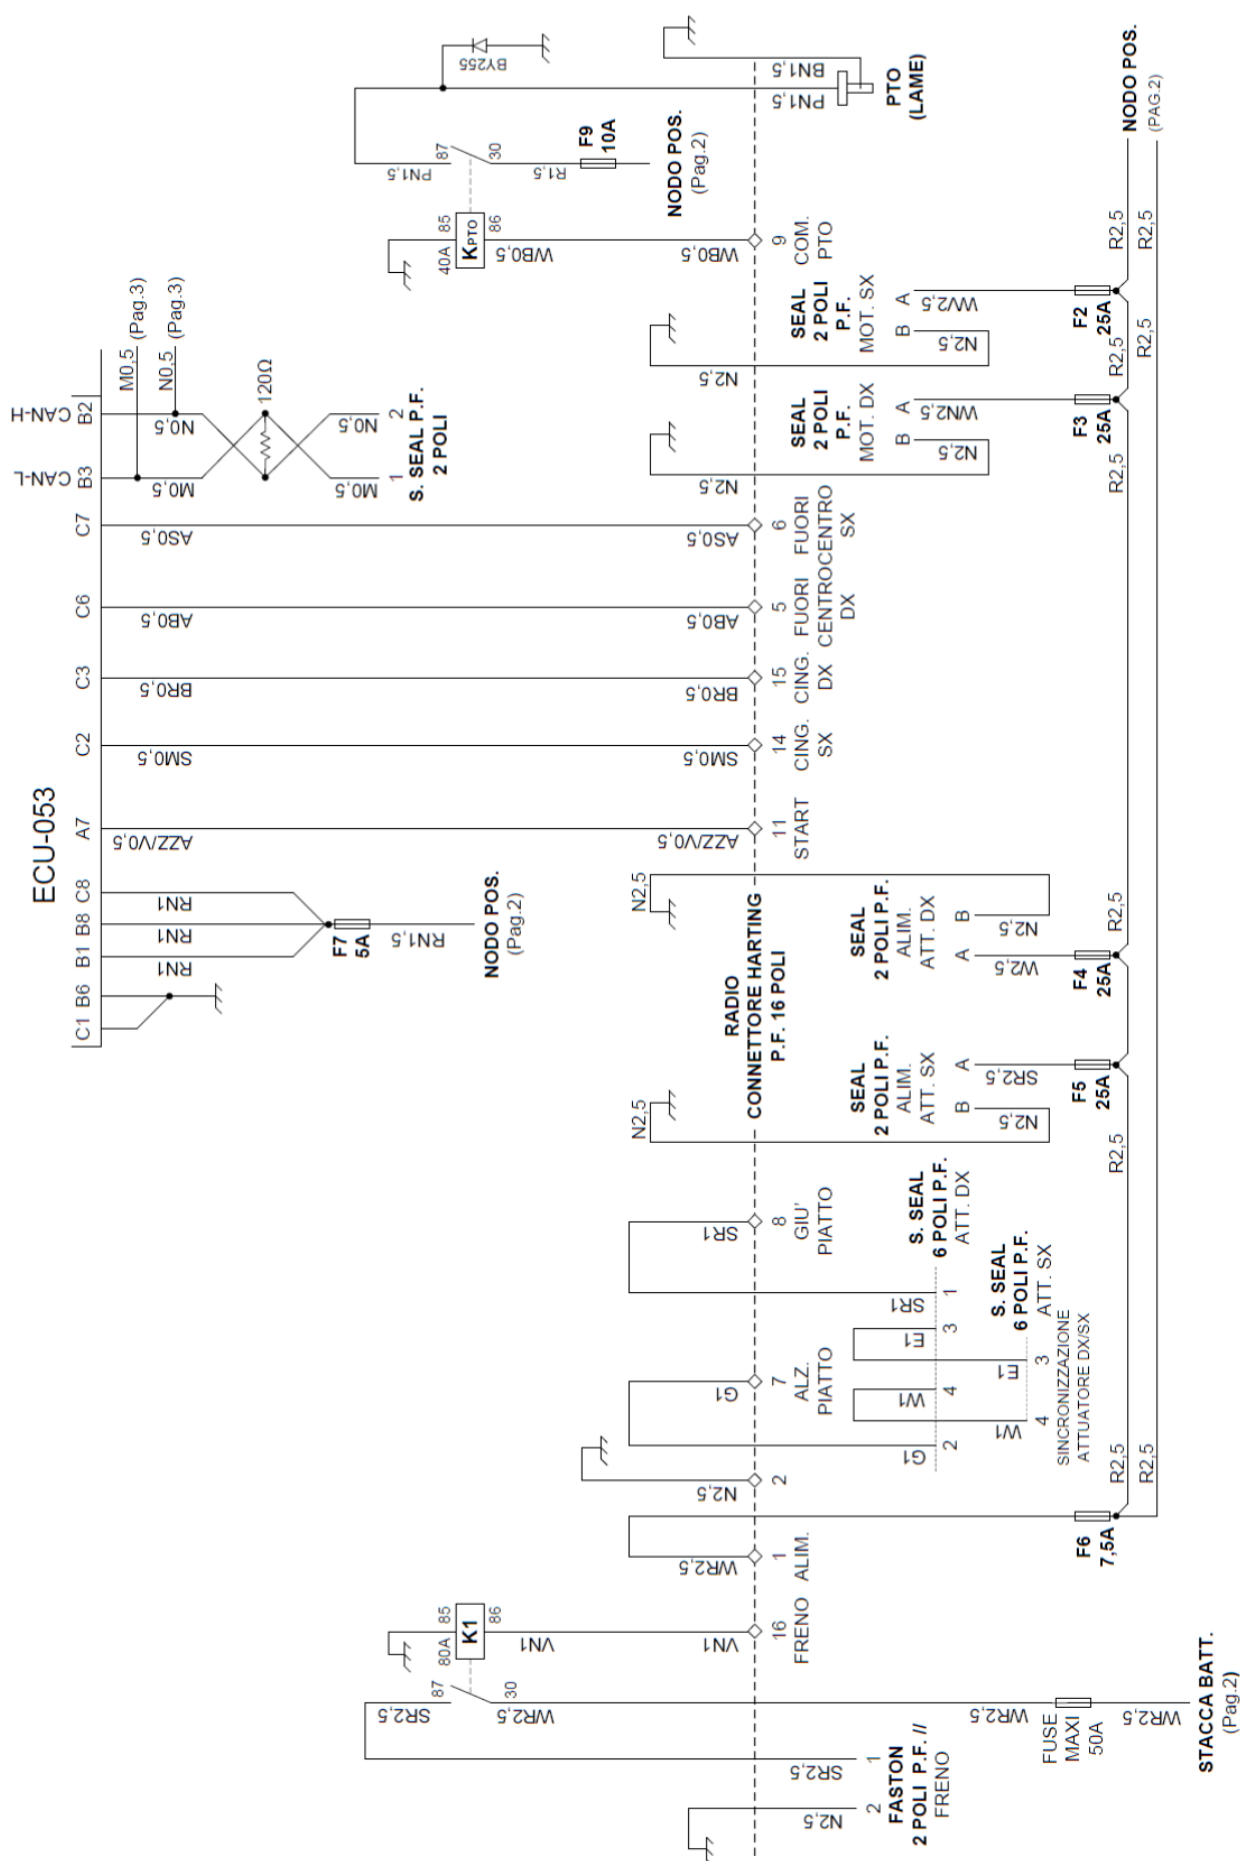 ECU-053
C1
B6
B1
B8
C8
A7
C2
C3
C6
C7
B3
B2
CAN-L
CAN-H
RN1
RN1
RN1
F7
5A
RN1,5
NODO POS.
(Pag.2)
AZZ/V0,5
SM0,5
BR0,5
AB0,5
AS0,5
M0,5
N0,5
M0,5 (Pag.3)
N0,5 (Pag.3)
120Ω
M0,5
N0,5
1
2
S. SEAL P.F.
2 POLI
BY255
PN1,5
87
30
R1,5
F9
10A
NODO POS.
(Pag.2)
40A
85
KPTO
86
WB0,5
WB0,5
9
COM.
PTO
BN1,5
PN1,5
PTO
(LAME)
87
30
SR2,5
WR2,5
80A
85
K1
86
VN1
VN1
16
FRENO
SR2,5
1
N2,5
2
FASTON
2 POLI P.F. //
FRENO
WR2,5
FUSE
MAXI
50A
WR2,5
STACCA BATT.
(Pag.2)
WR2,5
1
ALIM.
N2,5
2
G1
7
ALZ.
PIATTO
SR1
8
GIU'
PIATTO
G1
W1
E1
SR1
2
4
3
1
S. SEAL
6 POLI P.F.
ATT. DX
W1
E1
4
3
S. SEAL
6 POLI P.F.
ATT. SX
SINCRONIZZAZIONE
ATTUATORE DX/SX
RADIO
CONNETTORE HARTING
P.F. 16 POLI
N2,5
SEAL
2 POLI P.F.
ALIM.
ATT. SX
B
A
N2,5
SR2,5
N2,5
SEAL
2 POLI P.F.
ALIM.
ATT. DX
A
B
W2,5
N2,5
AZZ/V0,5
11
START
SM0,5
14
CING.
SX
BR0,5
15
CING.
DX
AB0,5
5
FUORI
CENTRO
DX
AS0,5
6
FUORI
CENTRO
SX
N2,5
SEAL
2 POLI
P.F.
MOT. DX
B
A
N2,5
WN2,5
N2,5
SEAL
2 POLI
P.F.
MOT. SX
B
A
N2,5
WV2,5
F6
7,5A
F5
25A
F4
25A
F3
25A
F2
25A
R2,5
R2,5
R2,5
R2,5
R2,5
R2,5
R2,5
R2,5
R2,5
NODO POS.
(PAG.2)